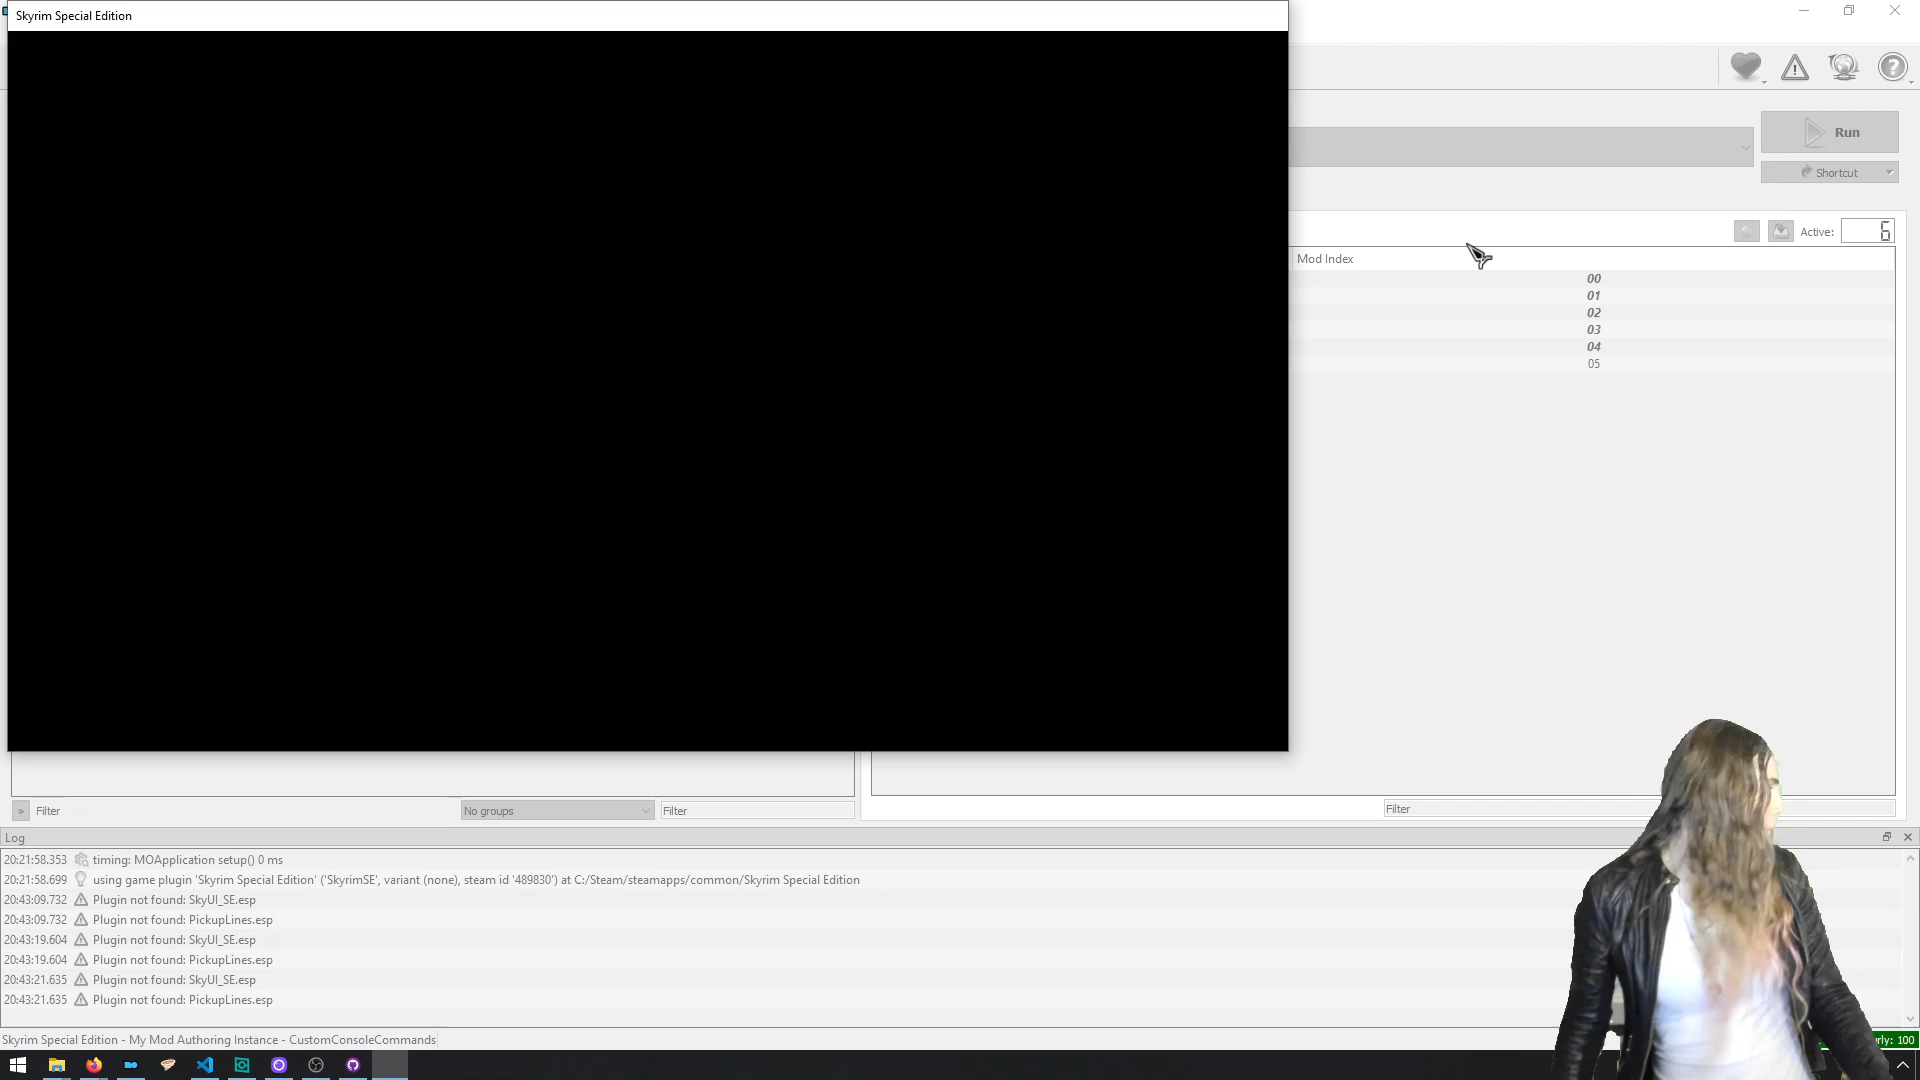 Skyrim Special Edition
Run
Shortcut
Active: 6
Mod Index
00
01
02
03
04
05
» Filter
No groups
Filter
Filter
Log
20:21:58.353 timing: MOApplication setup() 0 ms
20:21:58.699 using game plugin 'Skyrim Special Edition' ('SkyrimSE', variant (none), steam id '489830') at C:/Steam/steamapps/common/Skyrim Special Edition
20:43:09.732 Plugin not found: SkyUI_SE.esp
20:43:09.732 Plugin not found: PickupLines.esp
20:43:19.604 Plugin not found: SkyUI_SE.esp
20:43:19.604 Plugin not found: PickupLines.esp
20:43:21.635 Plugin not found: SkyUI_SE.esp
20:43:21.635 Plugin not found: PickupLines.esp
Skyrim Special Edition - My Mod Authoring Instance - CustomConsoleCommands
rly: 100